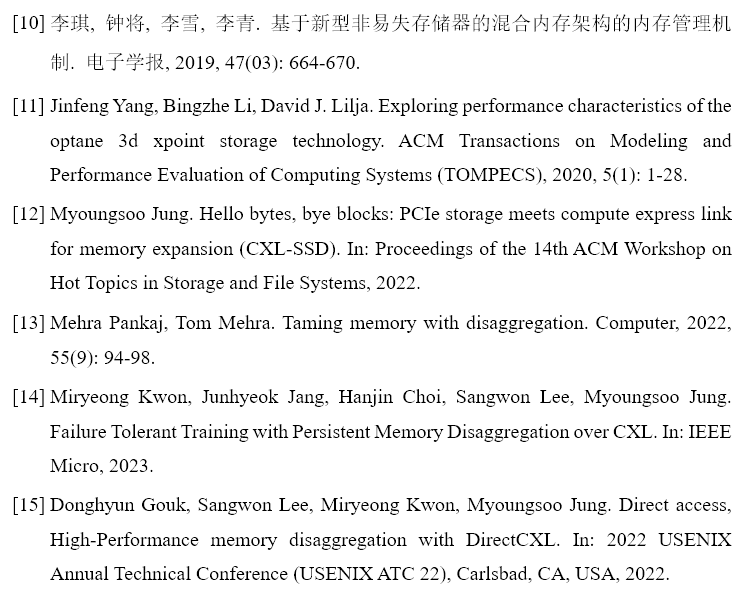 [10] 李琪, 钟将, 李雪, 李青. 基于新型非易失存储器的混合内存架构的内存管理机
制. 电子学报, 2019, 47(03): 664-670.
[11] Jinfeng Yang, Bingzhe Li, David J. Lilja. Exploring performance characteristics of the
optane 3d xpoint storage technology. ACM Transactions on Modeling and
Performance Evaluation of Computing Systems (TOMPECS), 2020, 5(1): 1-28.
[12] Myoungsoo Jung. Hello bytes, bye blocks: PCIe storage meets compute express link
for memory expansion (CXL-SSD). In: Proceedings of the 14th ACM Workshop on
Hot Topics in Storage and File Systems, 2022.
[13] Mehra Pankaj, Tom Mehra. Taming memory with disaggregation. Computer, 2022,
55(9): 94-98.
[14] Miryeong Kwon, Junhyeok Jang, Hanjin Choi, Sangwon Lee, Myoungsoo Jung.
Failure Tolerant Training with Persistent Memory Disaggregation over CXL. In: IEEE
Micro, 2023.
[15] Donghyun Gouk, Sangwon Lee, Miryeong Kwon, Myoungsoo Jung. Direct access,
High-Performance memory disaggregation with DirectCXL. In: 2022 USENIX
Annual Technical Conference (USENIX ATC 22), Carlsbad, CA, USA, 2022.